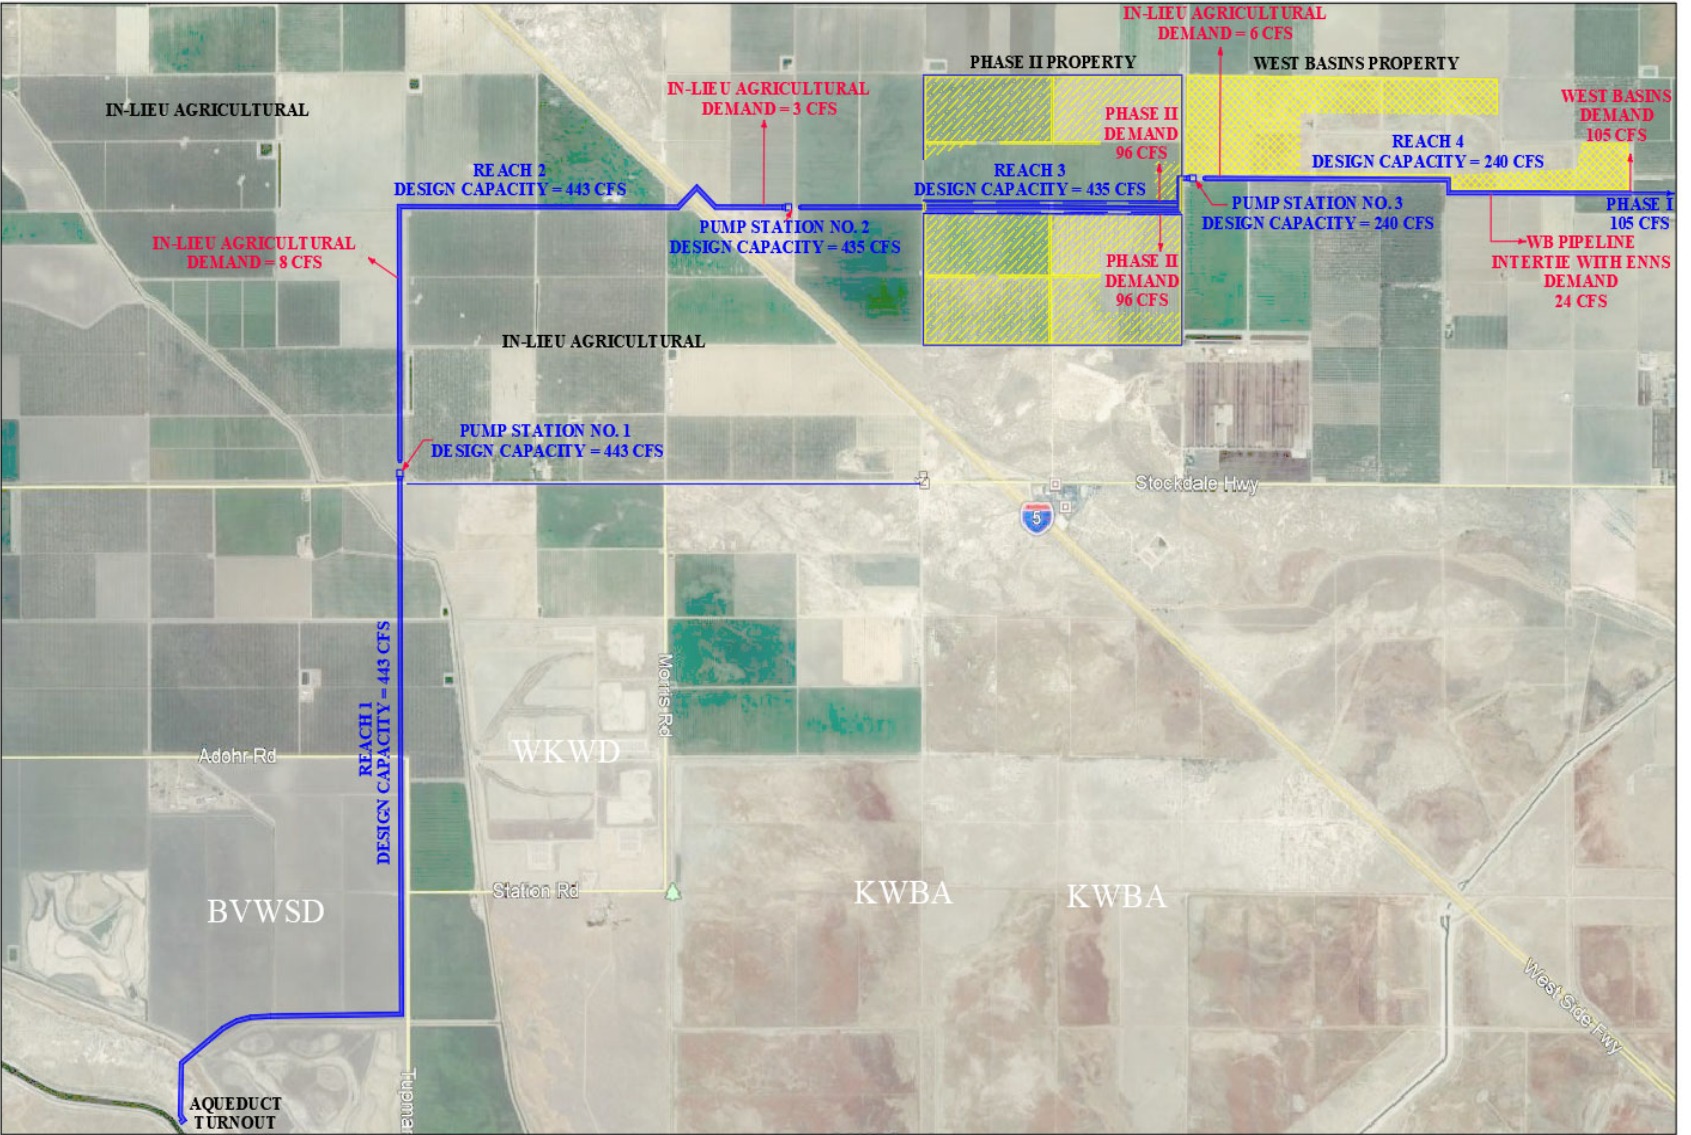 IN-LIEU AGRICULTURAL
DEMAND = 6 CFS
PHASE II PROPERTY
WEST BASINS PROPERTY
IN-LIEU AGRICULTURAL
IN-LIEU AGRICULTURAL
DEMAND = 3 CFS
PHASE II
DEMAND
96 CFS
WEST BASINS
DEMAND
105 CFS
REACH 2
DESIGN CAPACITY = 443 CFS
REACH 3
DESIGN CAPACITY = 435 CFS
REACH 4
DESIGN CAPACITY = 240 CFS
PUMP STATION NO. 2
DESIGN CAPACITY = 435 CFS
PUMP STATION NO. 3
DESIGN CAPACITY = 240 CFS
PHASE I
105 CFS
IN-LIEU AGRICULTURAL
DEMAND = 8 CFS
PHASE II
DEMAND
96 CFS
WB PIPELINE
INTERTIE WITH ENNS
DEMAND
24 CFS
IN-LIEU AGRICULTURAL
PUMP STATION NO. 1
DESIGN CAPACITY = 443 CFS
Stockdale Hwy
5
REACH 1
DESIGN CAPACITY = 443 CFS
Morris Rd
Adohr Rd
WKWD
Station Rd
BVWSD
KWBA
KWBA
West Side Fwy
AQUEDUCT
TURNOUT
Tupman